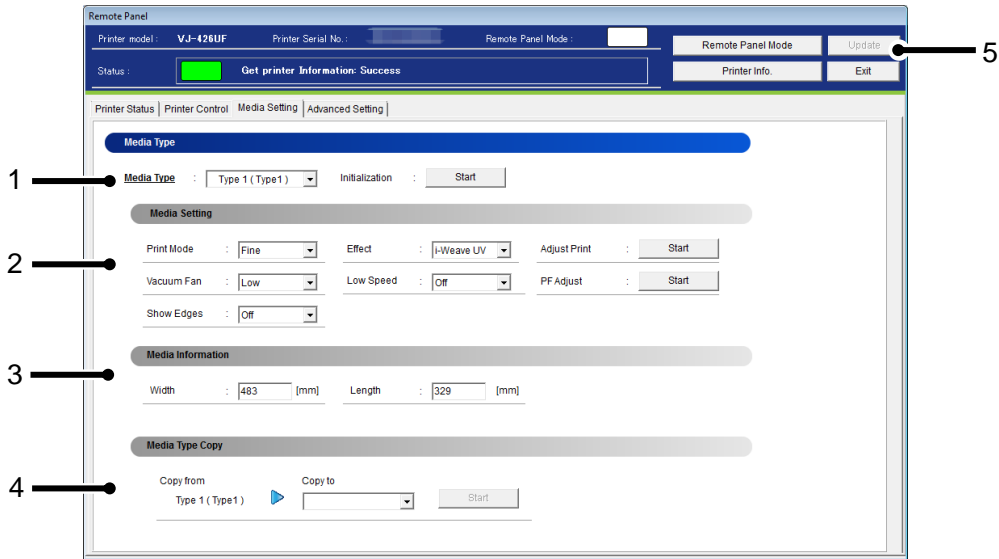 Remote Panel
Printer model : VJ-426UF Printer Serial No. : Remote Panel Mode :
Remote Panel Mode Update
Status : Get printer Information: Success
Printer Info. Exit
5
Printer Status Printer Control Media Setting Advanced Setting
Media Type
1
Media Type : Type 1 ( Type1 ) Initialization : Start
Media Setting
2
Print Mode : Fine Effect : i-Weave UV Adjust Print : Start
Vacuum Fan : Low Low Speed : Off PF Adjust : Start
Show Edges : Off
Media Information
3
Width : 483 [mm] Length : 329 [mm]
Media Type Copy
4
Copy from Copy to
Type 1 ( Type1 ) Start